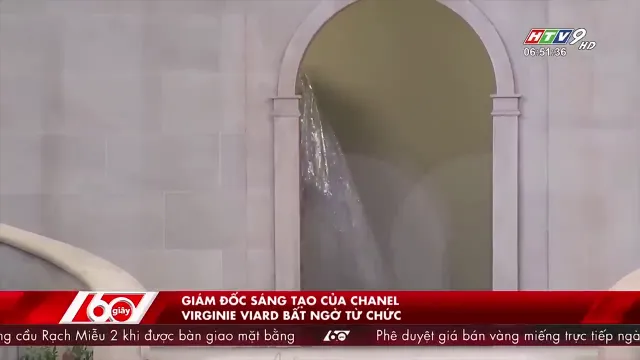 HTV9 HD
06:51:36
60 giây
GIÁM ĐỐC SÁNG TẠO CỦA CHANEL
VIRGINIE VIARD BẤT NGỜ TỪ CHỨC
cầu Rạch Miễu 2 khi được bàn giao mặt bằng 60s Phê duyệt giá bán vàng miếng trực tiếp